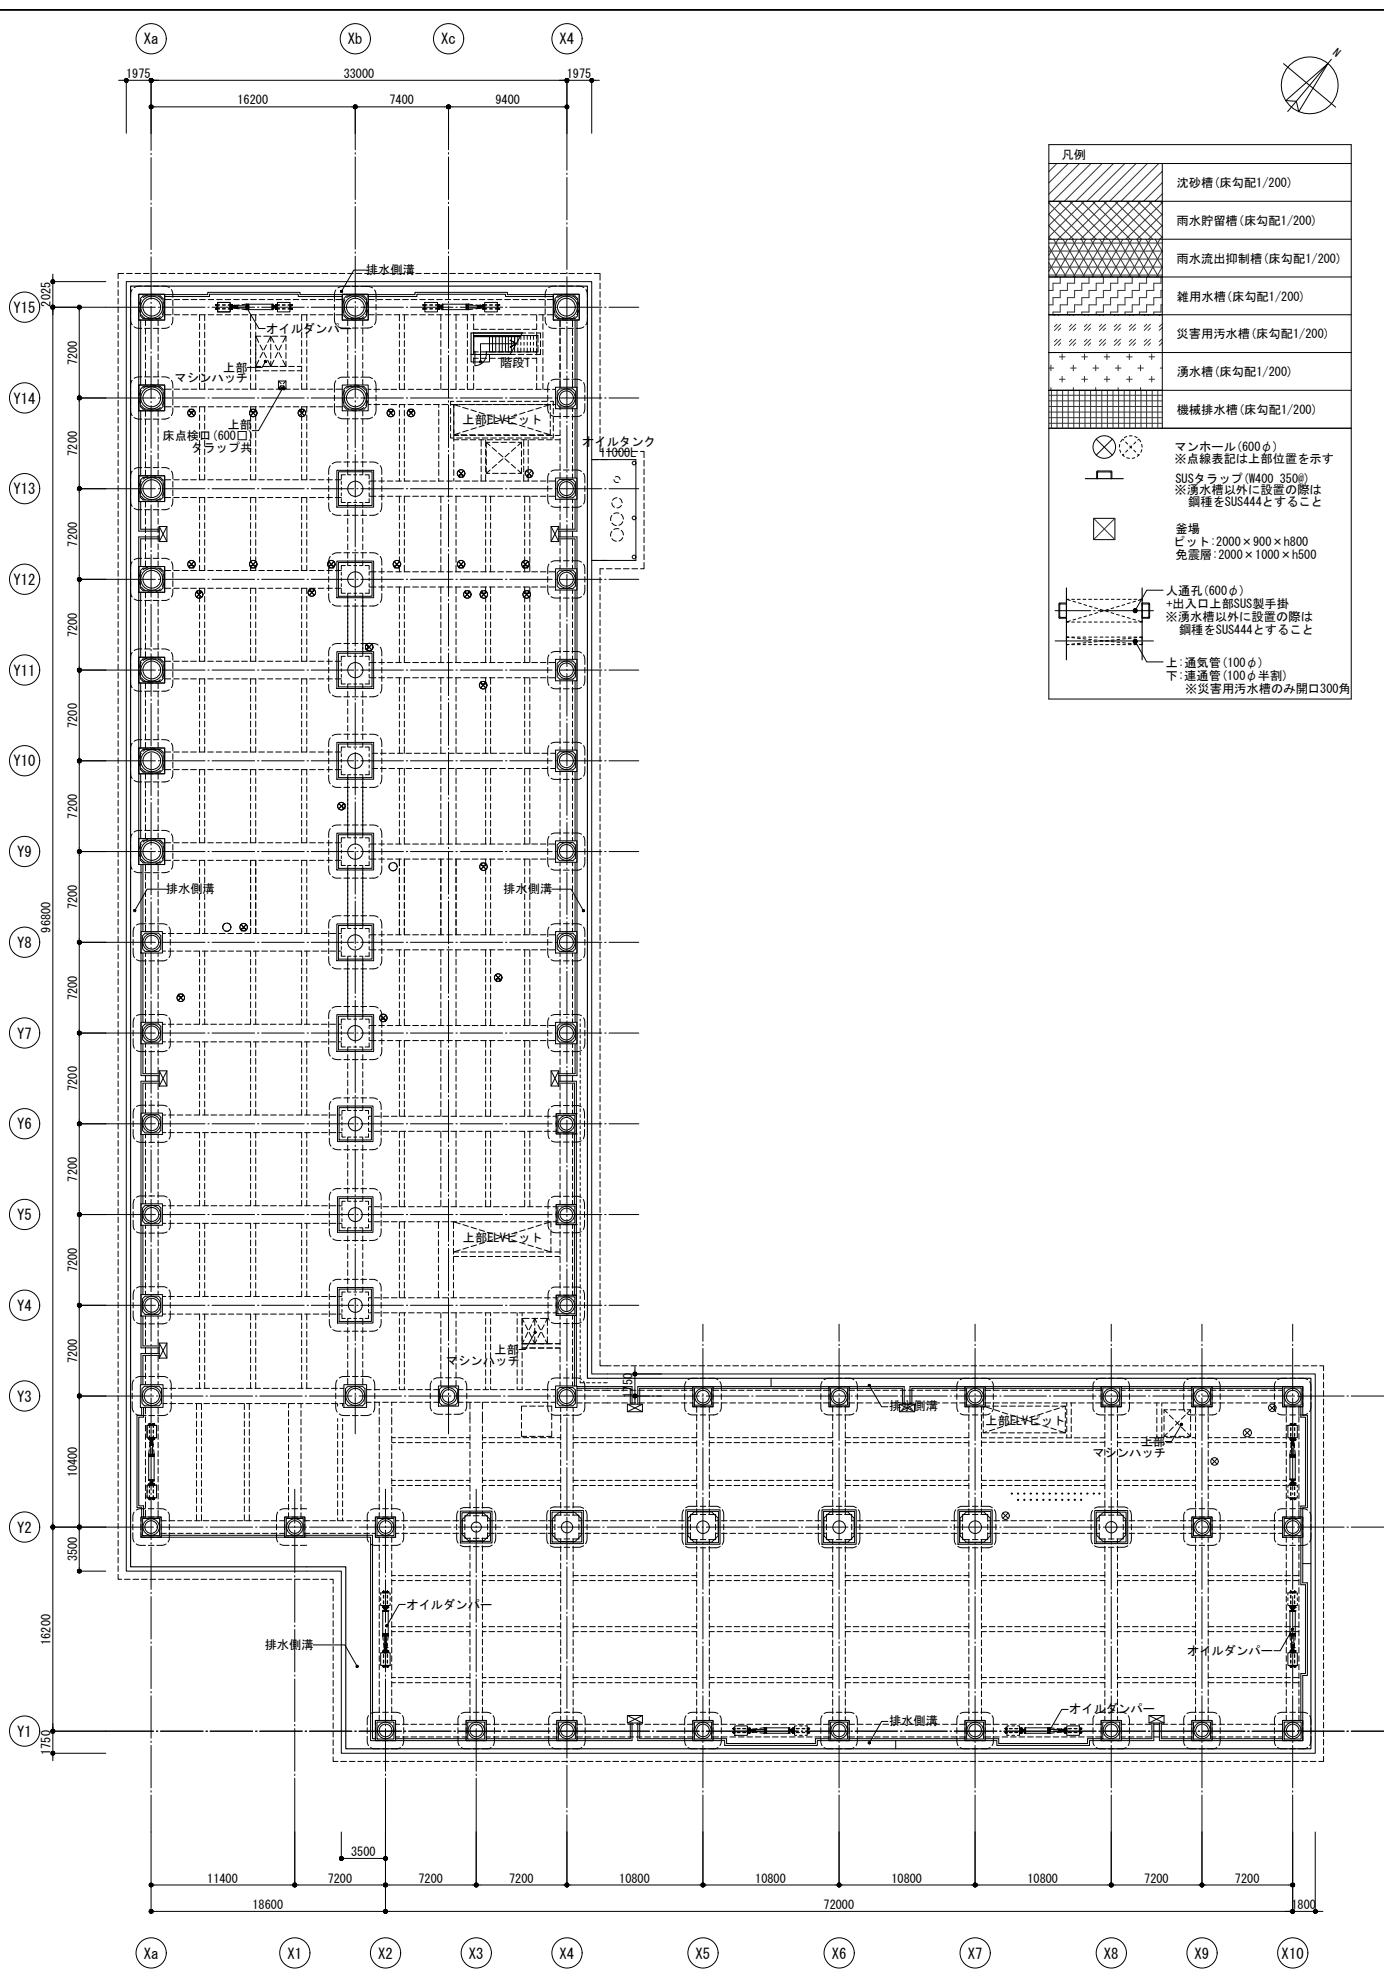 Xa
Xb
Xc
X4
1975
33000
1975
16200
7400
9400
N
凡例
沈砂槽(床勾配1/200)
雨水貯留槽(床勾配1/200)
雨水流出抑制槽(床勾配1/200)
雑用水槽(床勾配1/200)
災害用汚水槽(床勾配1/200)
湧水槽(床勾配1/200)
機械排水槽(床勾配1/200)
マンホール(600φ)
※点線表記は上部位置を示す
SUSタラップ(W400 350@)
※湧水槽以外に設置の際は
鋼種をSUS444とすること
釜場
ピット:2000×900×h800
免震層:2000×1000×h500
人通孔(600φ)
+出入口上部SUS製手掛
※湧水槽以外に設置の際は
鋼種をSUS444とすること
上:通気管(100φ)
下:連通管(100φ半割)
※災害用汚水槽のみ開口300角
2025
排水側溝
Y15
オイルダンパー
7200
階段1
上部
マシンハッチ
Y14
上部
床点検口(600口)
タラップ共
上部ELVピット
7200
オイルタンク
11000L
Y13
7200
Y12
7200
Y11
7200
Y10
7200
Y9
排水側溝
排水側溝
7200
96800
Y8
7200
Y7
7200
Y6
7200
Y5
上部ELVピット
7200
Y4
7200
上部
マシンハッチ
1750
Y3
排水側溝
上部ELVピット
上部
マシンハッチ
10400
Y2
3500
オイルダンパー
16200
排水側溝
オイルダンパー
オイルダンパー
排水側溝
Y1
1750
3500
11400
7200
7200
7200
10800
10800
10800
10800
7200
7200
18600
72000
1800
Xa
X1
X2
X3
X4
X5
X6
X7
X8
X9
X10